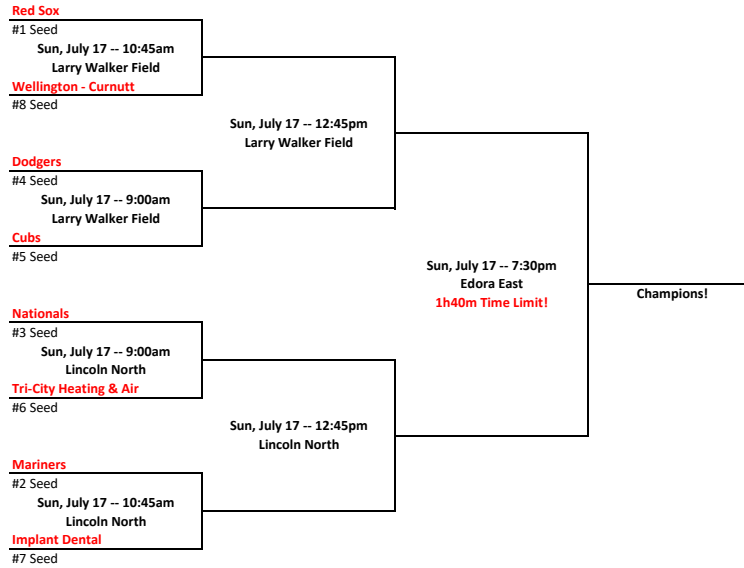 Red Sox
#1 Seed
Sun, July 17 -- 10:45am
Larry Walker Field
Wellington - Curnutt
#8 Seed
Sun, July 17 -- 12:45pm
Larry Walker Field
Dodgers
#4 Seed
Sun, July 17 -- 9:00am
Larry Walker Field
Cubs
#5 Seed
Sun, July 17 -- 7:30pm
Edora East
1h40m Time Limit!
Champions!
Nationals
#3 Seed
Sun, July 17 -- 9:00am
Lincoln North
Tri-City Heating & Air
#6 Seed
Sun, July 17 -- 12:45pm
Lincoln North
Mariners
#2 Seed
Sun, July 17 -- 10:45am
Lincoln North
Implant Dental
#7 Seed